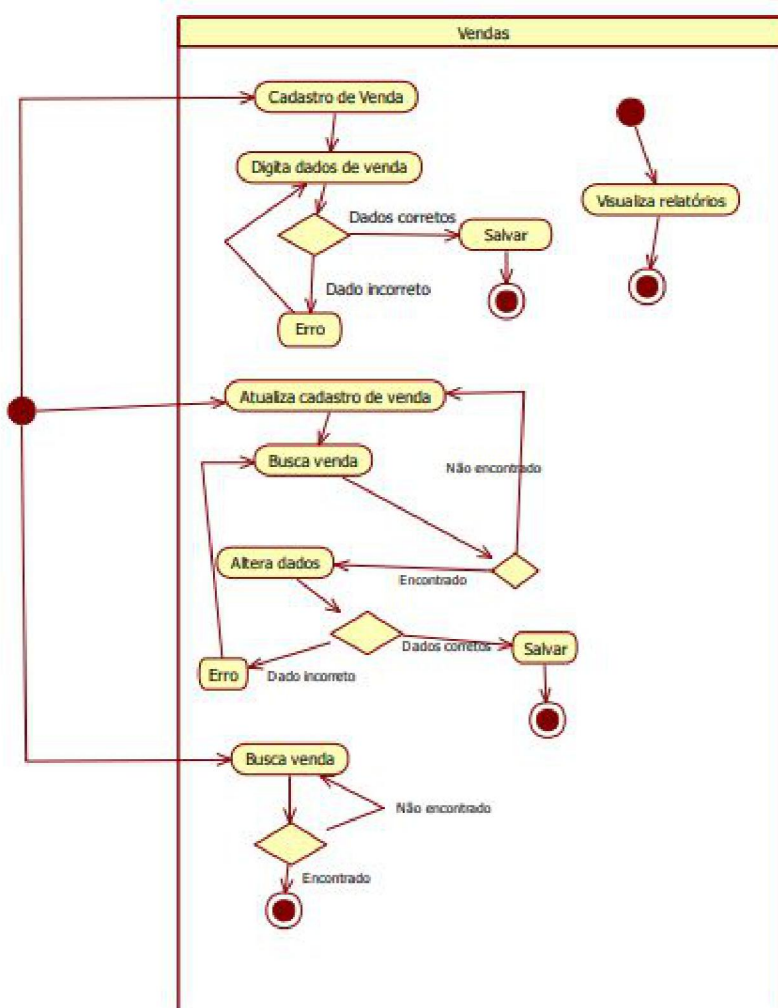 Vendas
Cadastro de Venda
Digita dados de venda
Visualiza relatórios
Dados corretos
Salvar
Dado incorreto
Erro
Atualiza cadastro de venda
Busca venda
Não encontrado
Altera dados
Encontrado
Dados corretos
Salvar
Erro
Dado incorreto
Busca venda
Não encontrado
Encontrado